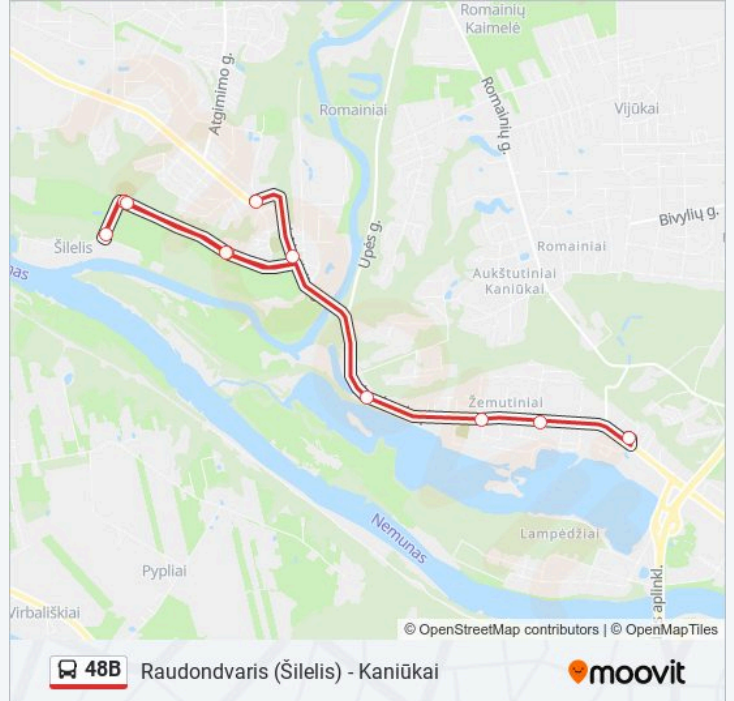 Romainių
Kaimelė
Atgimimo g.
Romainiai
Romainių g.
Vijūkai
Bivylių g.
Upės g.
Šilelis
Romainiai
Aukštutiniai
Kaniūkai
Žemutiniai
Nemunas
Lampėdžiai
Pypliai
Virbališkiai
aplinkl.
© OpenStreetMap contributors | © OpenMapTiles
48B Raudondvaris (Šilelis) - Kaniūkai
moovit